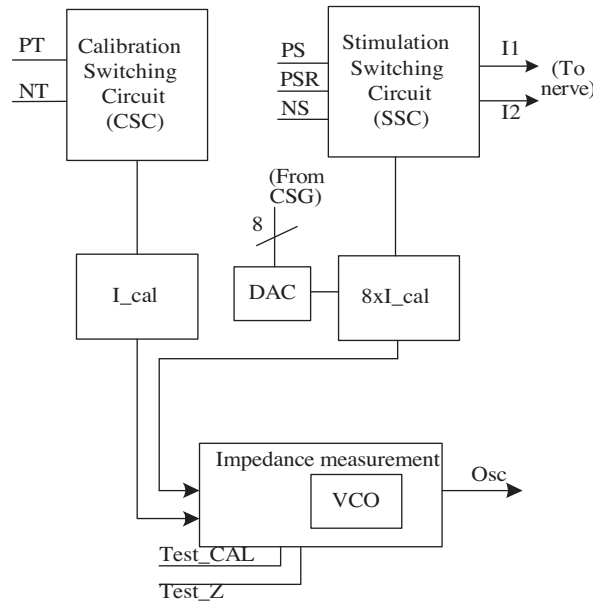 PT
NT
Calibration
Switching
Circuit
(CSC)
PS
PSR
NS
Stimulation
Switching
Circuit
(SSC)
I1
I2
(To
nerve)
(From
CSG)
8
DAC
I_cal
8xI_cal
Impedance measurement
VCO
Osc
Test_CAL
Test_Z